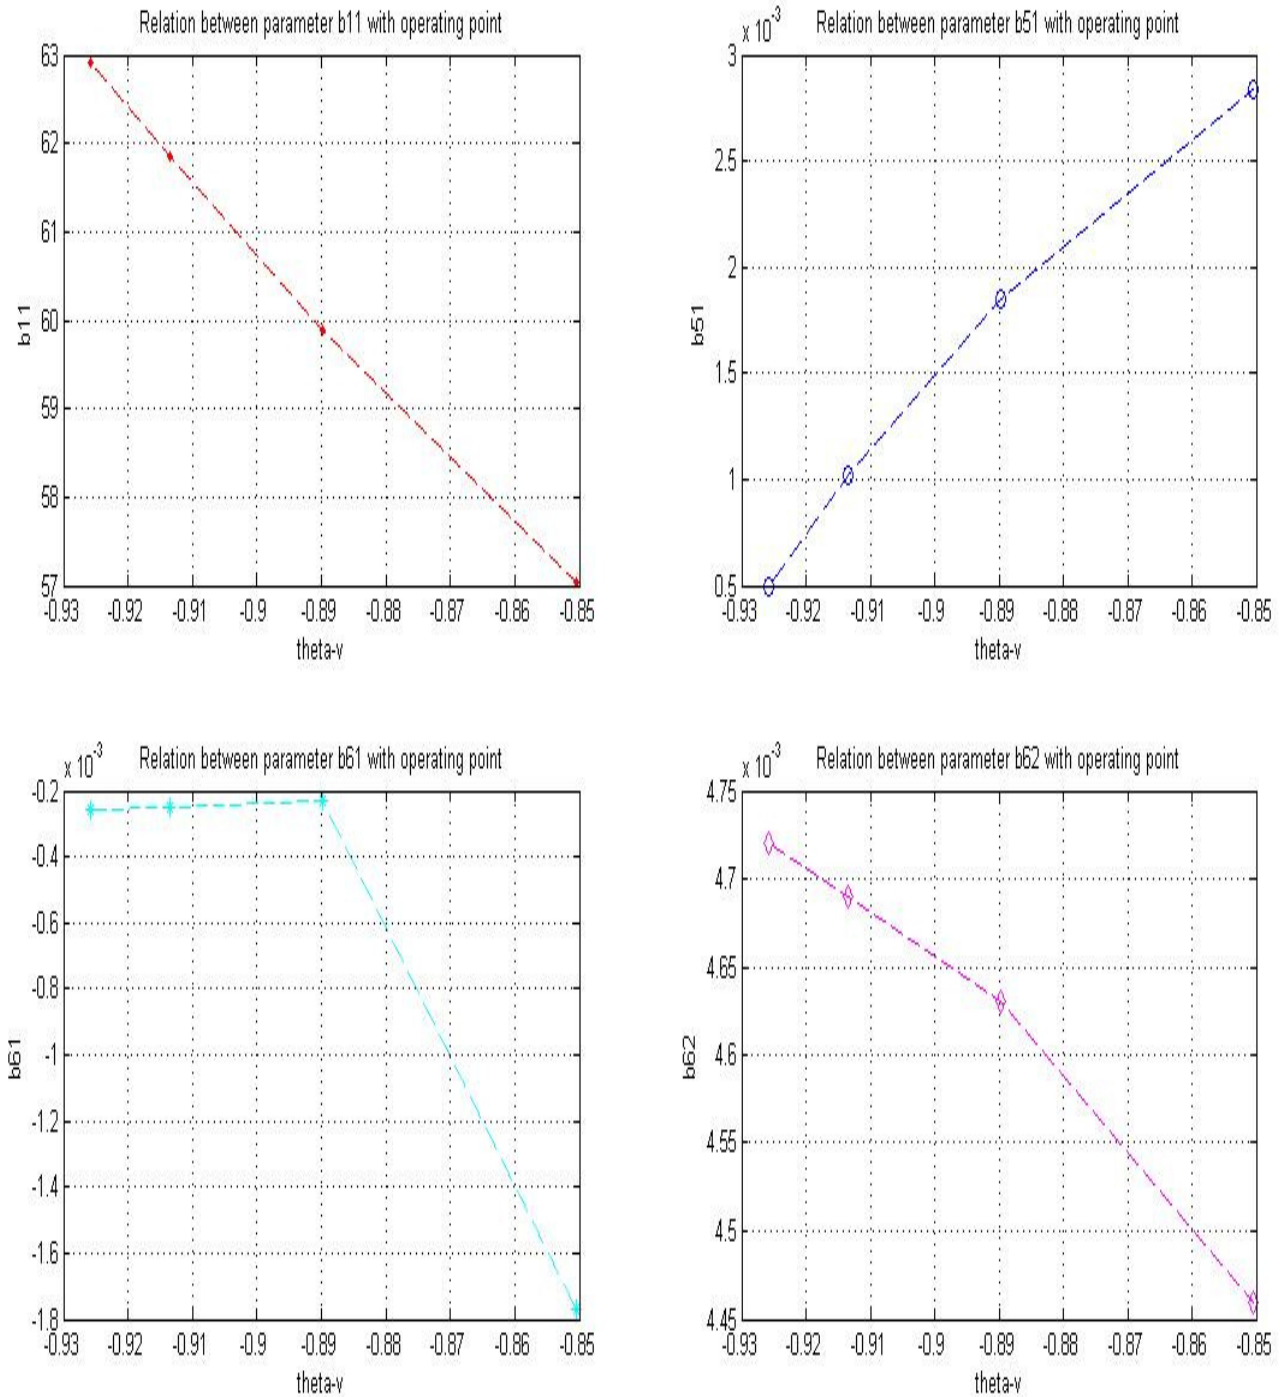 Relation between parameter b11 with operating point
63
62
61
60
59
58
57
b11
-0.93 -0.92 -0.91 -0.9 -0.89 -0.88 -0.87 -0.86 -0.85
theta-v
x 10^-3
Relation between parameter b51 with operating point
3
2.5
2
1.5
1
0.5
b51
-0.93 -0.92 -0.91 -0.9 -0.89 -0.88 -0.87 -0.86 -0.85
theta-v
x 10^-3
Relation between parameter b61 with operating point
-0.2
-0.4
-0.6
-0.8
-1
-1.2
-1.4
-1.6
-1.8
b61
-0.93 -0.92 -0.91 -0.9 -0.89 -0.88 -0.87 -0.86 -0.85
theta-v
x 10^-3
Relation between parameter b62 with operating point
4.75
4.7
4.65
4.6
4.55
4.5
4.45
b62
-0.93 -0.92 -0.91 -0.9 -0.89 -0.88 -0.87 -0.86 -0.85
theta-v